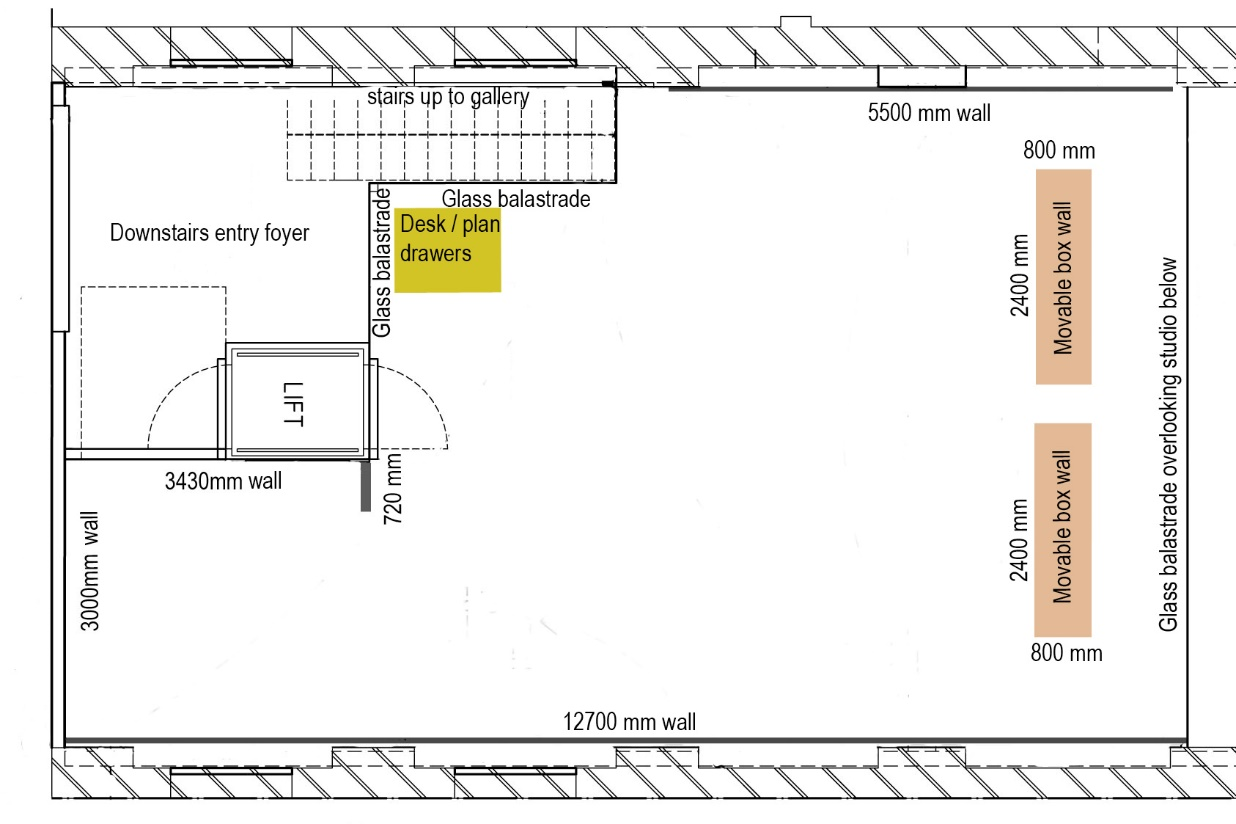 stairs up to gallery
5500 mm wall
800 mm
Glass balastrade
Desk / plan
drawers
Glass balastrade
Downstairs entry foyer
2400 mm
Movable box wall
Glass balastrade overlooking studio below
LIFT
3430mm wall
720 mm
3000mm wall
2400 mm
Movable box wall
800 mm
12700 mm wall